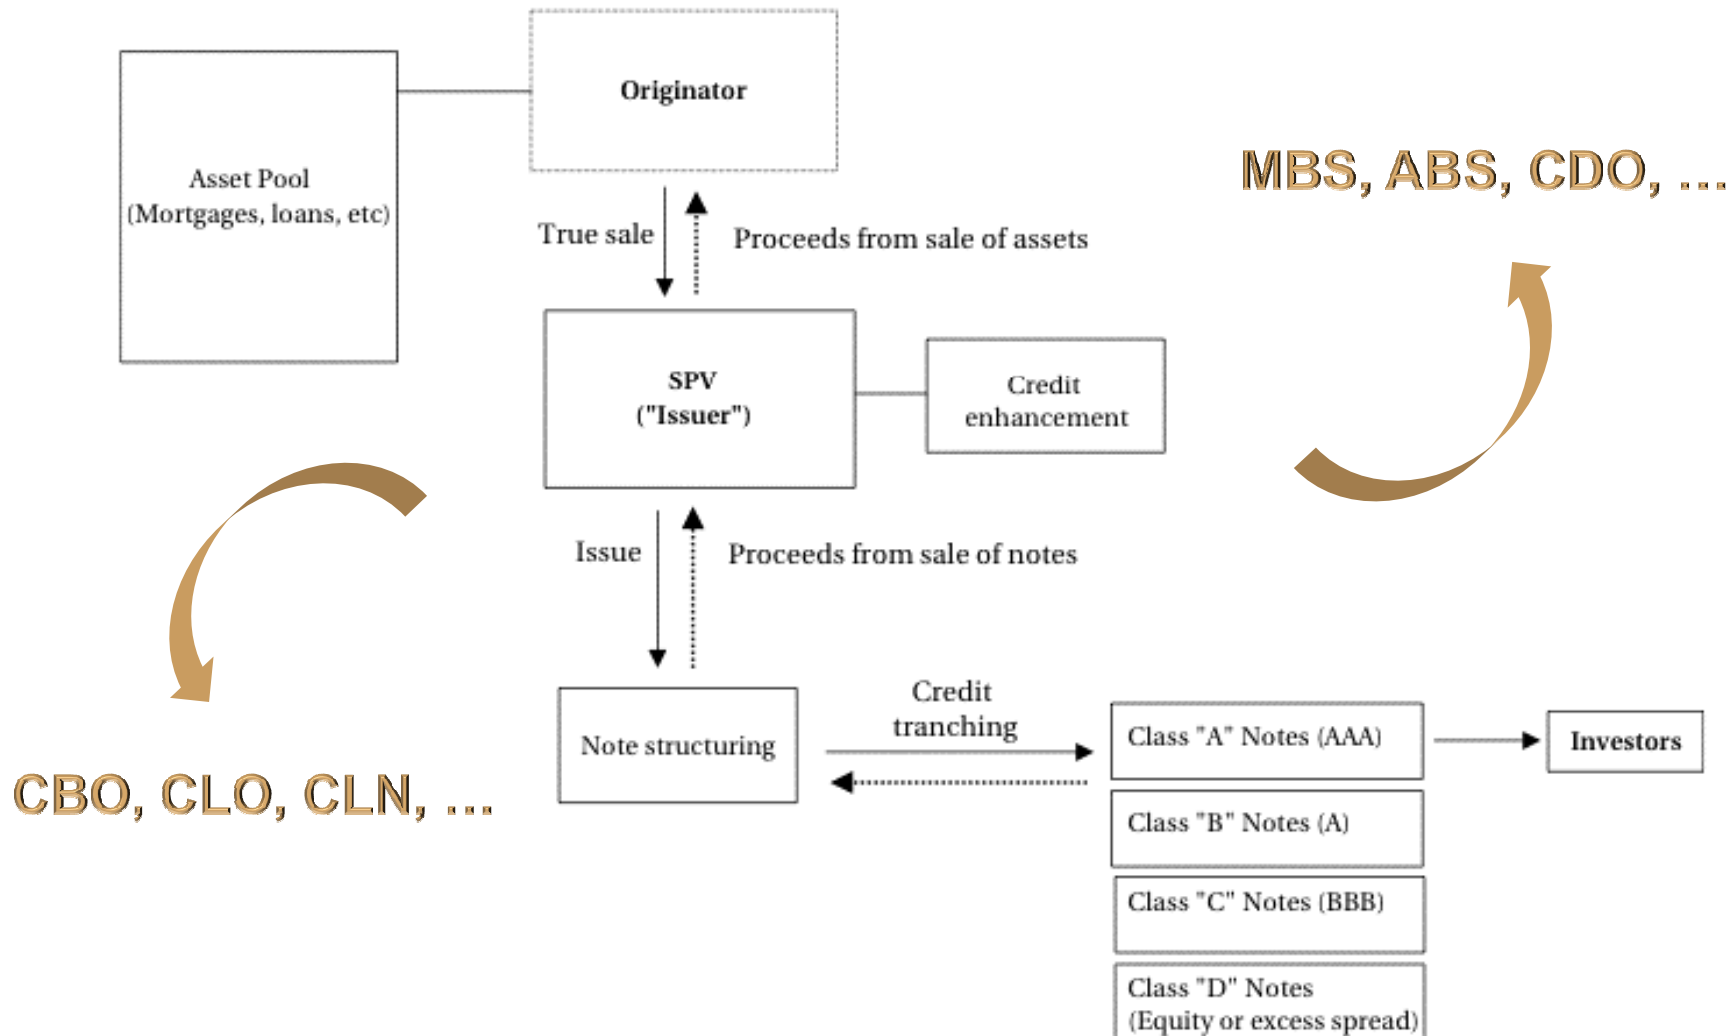 Originator
Asset Pool
(Mortgages, loans, etc)
MBS, ABS, CDO, ...
True sale
Proceeds from sale of assets
SPV
("Issuer")
Credit
enhancement
Issue
Proceeds from sale of notes
Note structuring
Credit
tranching
Class "A" Notes (AAA)
Investors
CBO, CLO, CLN, ...
Class "B" Notes (A)
Class "C" Notes (BBB)
Class "D" Notes
(Equity or excess spread)